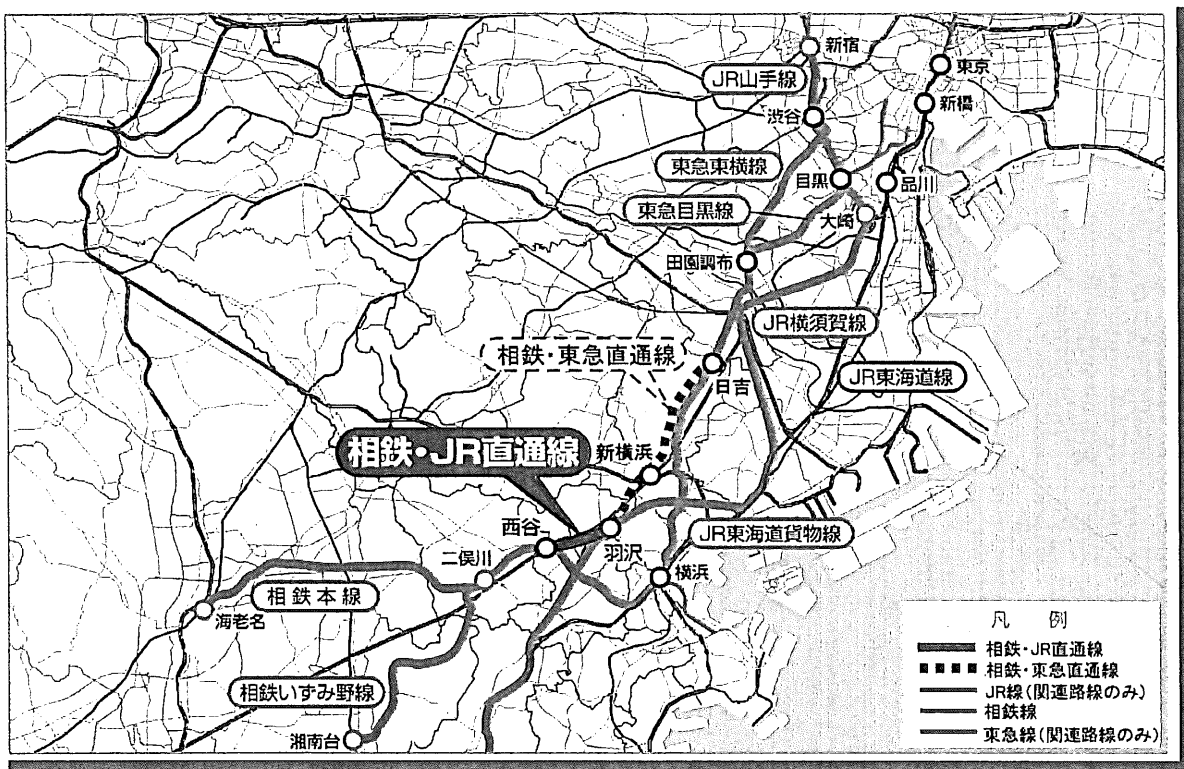 新宿
東京
JR山手線
新橋
渋谷
東急東横線
目黒
品川
東急目黒線
大崎
田園調布
JR横須賀線
相鉄・東急直通線
日吉
JR東海道線
相鉄・JR直通線
新横浜
西谷
羽沢
JR東海道貨物線
二俣川
横浜
相鉄本線
海老名
相鉄いずみ野線
湘南台
凡例
相鉄・JR直通線
相鉄・東急直通線
JR線(関連路線のみ)
相鉄線
東急線(関連路線のみ)